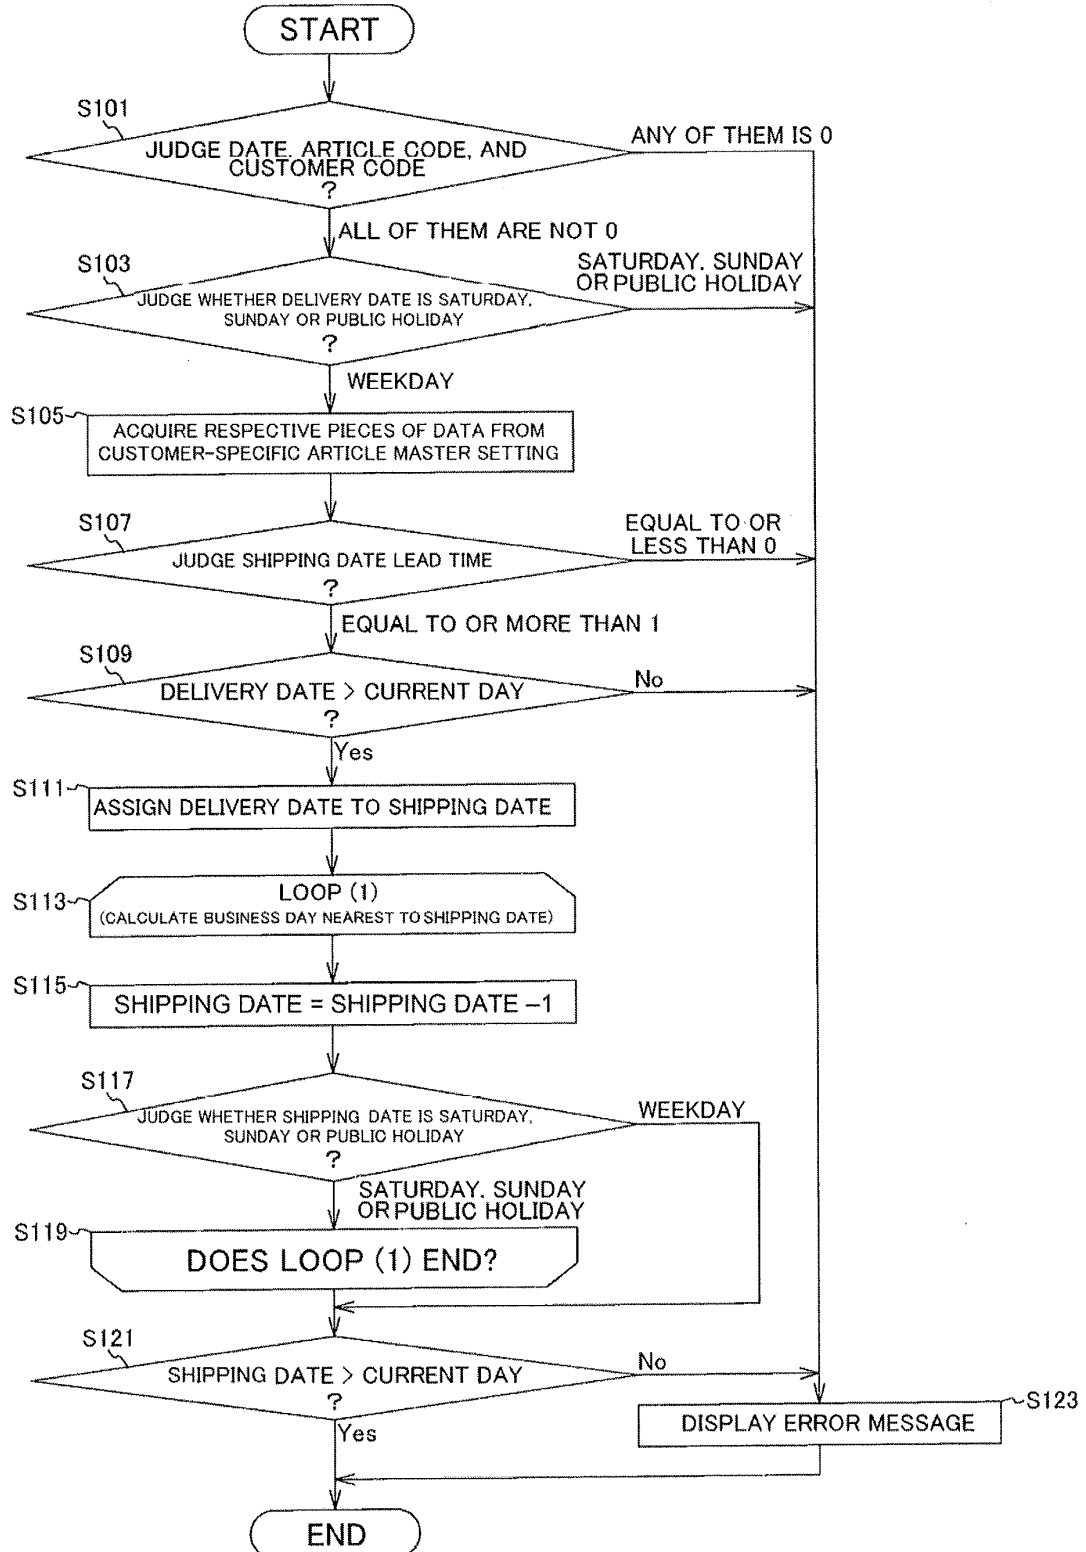 START
S101
JUDGE DATE. ARTICLE CODE, AND
CUSTOMER CODE
?
ANY OF THEM IS 0
ALL OF THEM ARE NOT 0
S103
JUDGE WHETHER DELIVERY DATE IS SATURDAY,
SUNDAY OR PUBLIC HOLIDAY
?
SATURDAY. SUNDAY
OR PUBLIC HOLIDAY
WEEKDAY
S105
ACQUIRE RESPECTIVE PIECES OF DATA FROM
CUSTOMER-SPECIFIC ARTICLE MASTER SETTING
S107
JUDGE SHIPPING DATE LEAD TIME
?
EQUAL TO OR
LESS THAN 0
EQUAL TO OR MORE THAN 1
S109
DELIVERY DATE > CURRENT DAY
?
No
Yes
S111
ASSIGN DELIVERY DATE TO SHIPPING DATE
S113
LOOP (1)
(CALCULATE BUSINESS DAY NEAREST TO SHIPPING DATE)
S115
SHIPPING DATE = SHIPPING DATE –1
S117
JUDGE WHETHER SHIPPING DATE IS SATURDAY,
SUNDAY OR PUBLIC HOLIDAY
?
WEEKDAY
SATURDAY. SUNDAY
OR PUBLIC HOLIDAY
S119
DOES LOOP (1) END?
S121
SHIPPING DATE > CURRENT DAY
?
No
Yes
S123
DISPLAY ERROR MESSAGE
END